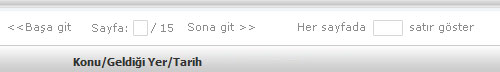 <<Başa git Sayfa: / 15 Sona git >> Her sayfada satır göster
Konu/Geldiği Yer/Tarih